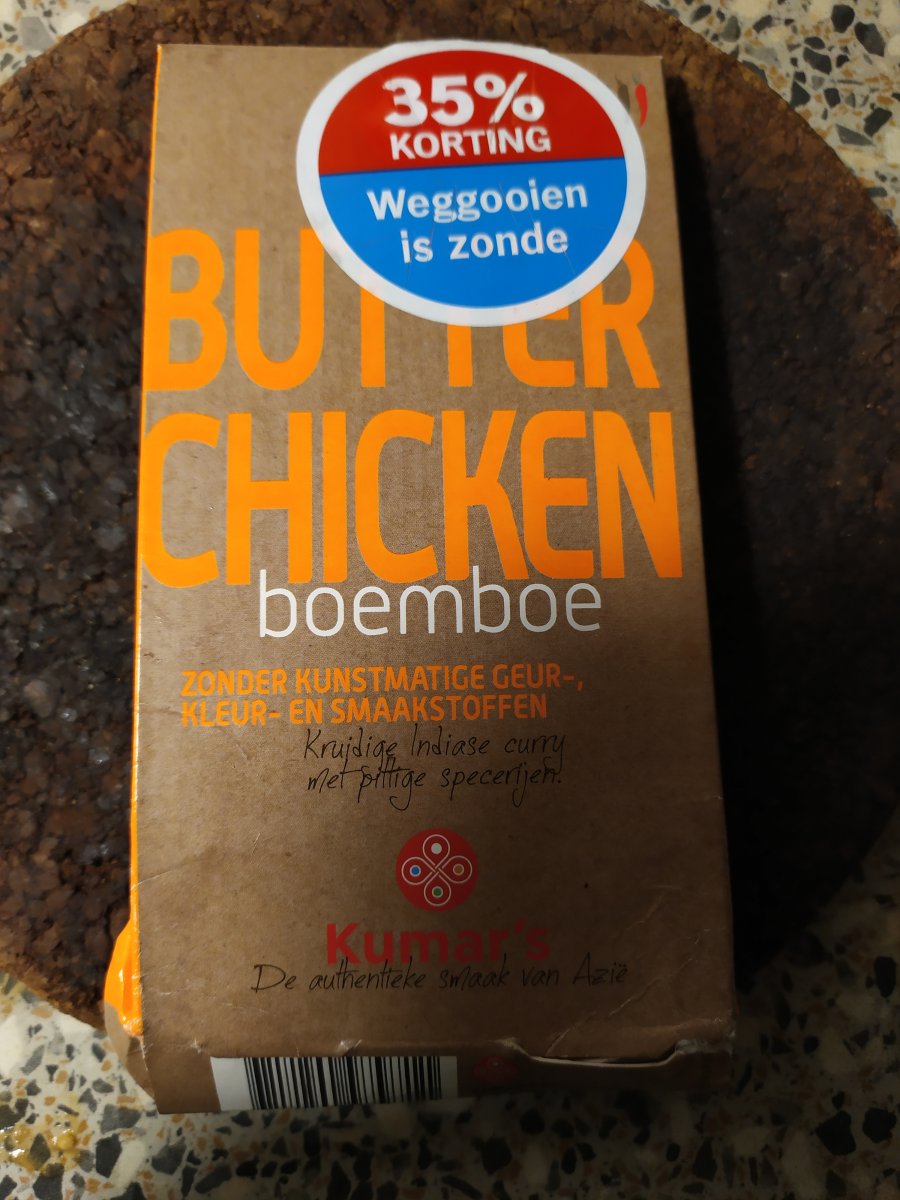 35%
KORTING
Weggooien
is zonde
BUTTER
CHICKEN
boemboe
ZONDER KUNSTMATIGE GEUR-,
KLEUR- EN SMAAKSTOFFEN
Kruidige Indiase curry
met pittige specerijen.
Kumar's
De authentieke smaak van Azië